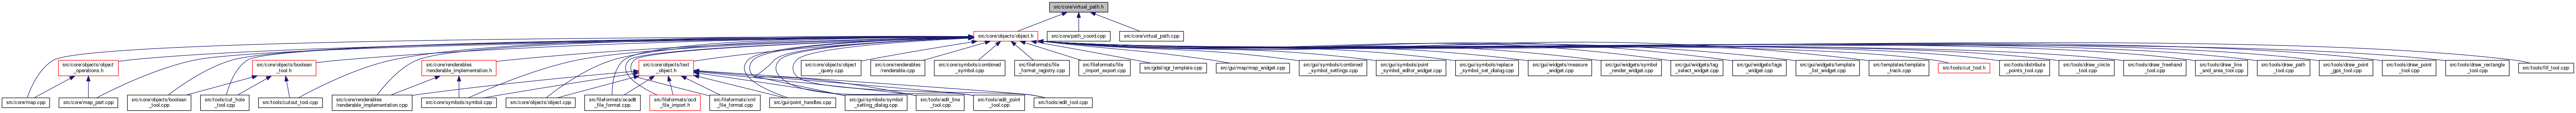 src/core/virtual_path.h
src/core/objects/object.h
src/core/path_coord.cpp
src/core/virtual_path.cpp
src/core/objects/object
_operations.h
src/core/objects/boolean
_tool.h
src/core/renderables
/renderable_implementation.h
src/core/objects/text
_object.h
src/core/objects/object
_query.cpp
src/core/renderables
/renderable.cpp
src/core/symbols/combined
_symbol.cpp
src/fileformats/file
_format_registry.cpp
src/fileformats/file
_import_export.cpp
src/gdal/ogr_template.cpp
src/gui/map/map_widget.cpp
src/gui/symbols/combined
_symbol_settings.cpp
src/gui/symbols/point
_symbol_editor_widget.cpp
src/gui/symbols/replace
_symbol_set_dialog.cpp
src/gui/widgets/measure
_widget.cpp
src/gui/widgets/symbol
_render_widget.cpp
src/gui/widgets/tag
_select_widget.cpp
src/gui/widgets/tags
_widget.cpp
src/gui/widgets/template
_list_widget.cpp
src/templates/template
_track.cpp
src/tools/cut_tool.h
src/tools/distribute
_points_tool.cpp
src/tools/draw_circle
_tool.cpp
src/tools/draw_freehand
_tool.cpp
src/tools/draw_line
_and_area_tool.cpp
src/tools/draw_path
_tool.cpp
src/tools/draw_point
_gps_tool.cpp
src/tools/draw_point
_tool.cpp
src/tools/draw_rectangle
_tool.cpp
src/tools/fill_tool.cpp
src/core/map.cpp
src/core/map_part.cpp
src/core/objects/boolean
_tool.cpp
src/tools/cut_hole
_tool.cpp
src/tools/cutout_tool.cpp
src/core/renderables
/renderable_implementation.cpp
src/core/symbols/symbol.cpp
src/core/objects/object.cpp
src/fileformats/ocad8
_file_format.cpp
src/fileformats/ocd
_file_import.h
src/fileformats/xml
_file_format.cpp
src/gui/point_handles.cpp
src/gui/symbols/symbol
_setting_dialog.cpp
src/tools/edit_line
_tool.cpp
src/tools/edit_point
_tool.cpp
src/tools/edit_tool.cpp